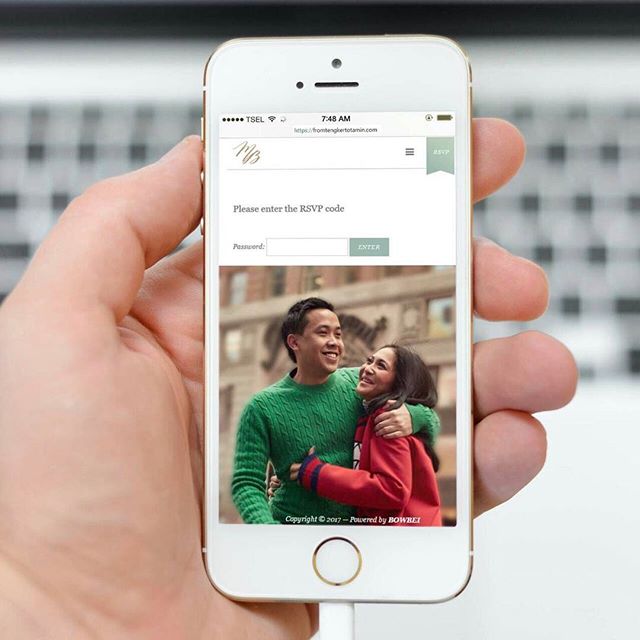 ●●●●● TSEL 7:48 AM
https://fromtengkertotamin.com
MB
RSVP
Please enter the RSVP code
Password: ENTER
Copyright © 2017 — Powered by BOWBEI